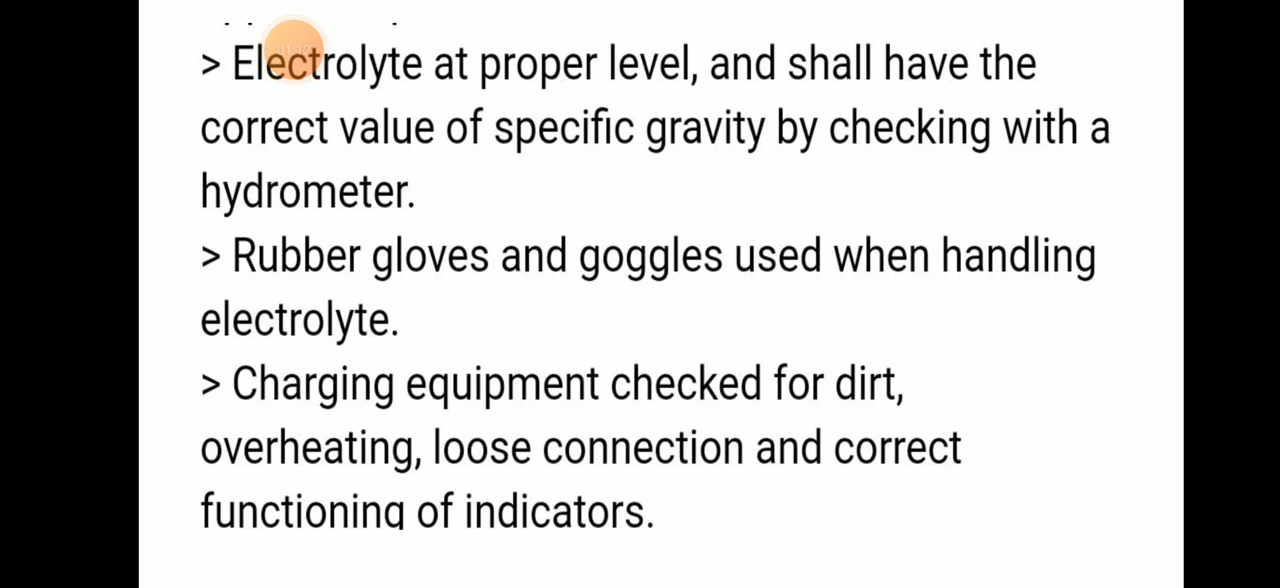 > Electrolyte at proper level, and shall have the
correct value of specific gravity by checking with a
hydrometer.
> Rubber gloves and goggles used when handling
electrolyte.
> Charging equipment checked for dirt,
overheating, loose connection and correct
functioning of indicators.